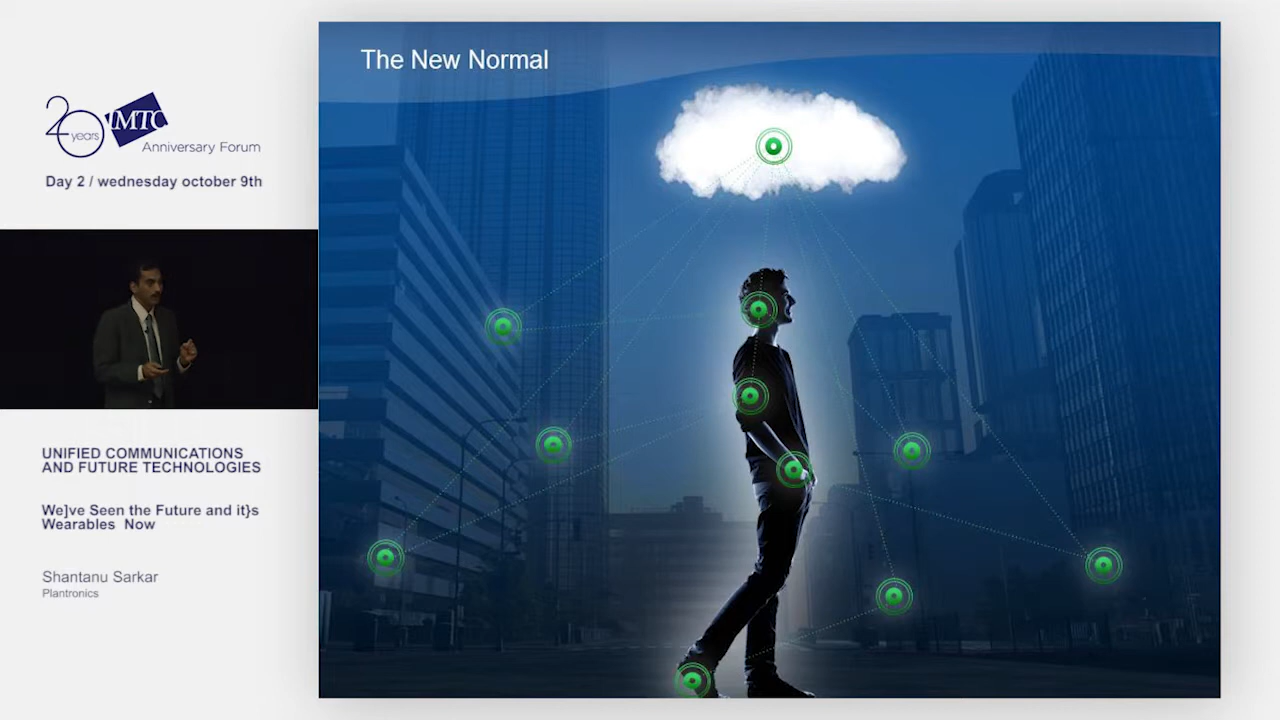 20
years
IMTC
Anniversary Forum
Day 2 / wednesday october 9th
UNIFIED COMMUNICATIONS
AND FUTURE TECHNOLOGIES
We]ve Seen the Future and it}s
Wearables Now
Shantanu Sarkar
Plantronics
The New Normal